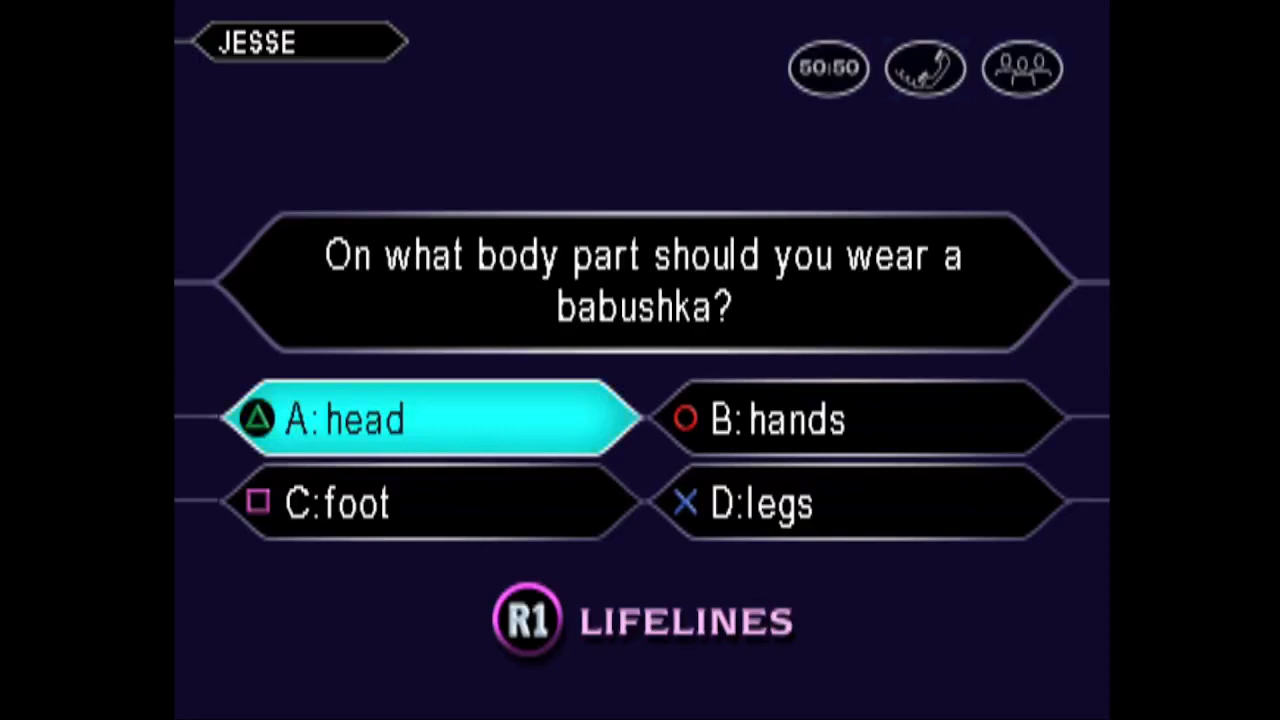 JESSE
50:50
On what body part should you wear a
babushka?
A: head
B: hands
C: foot
D: legs
R1 LIFELINES